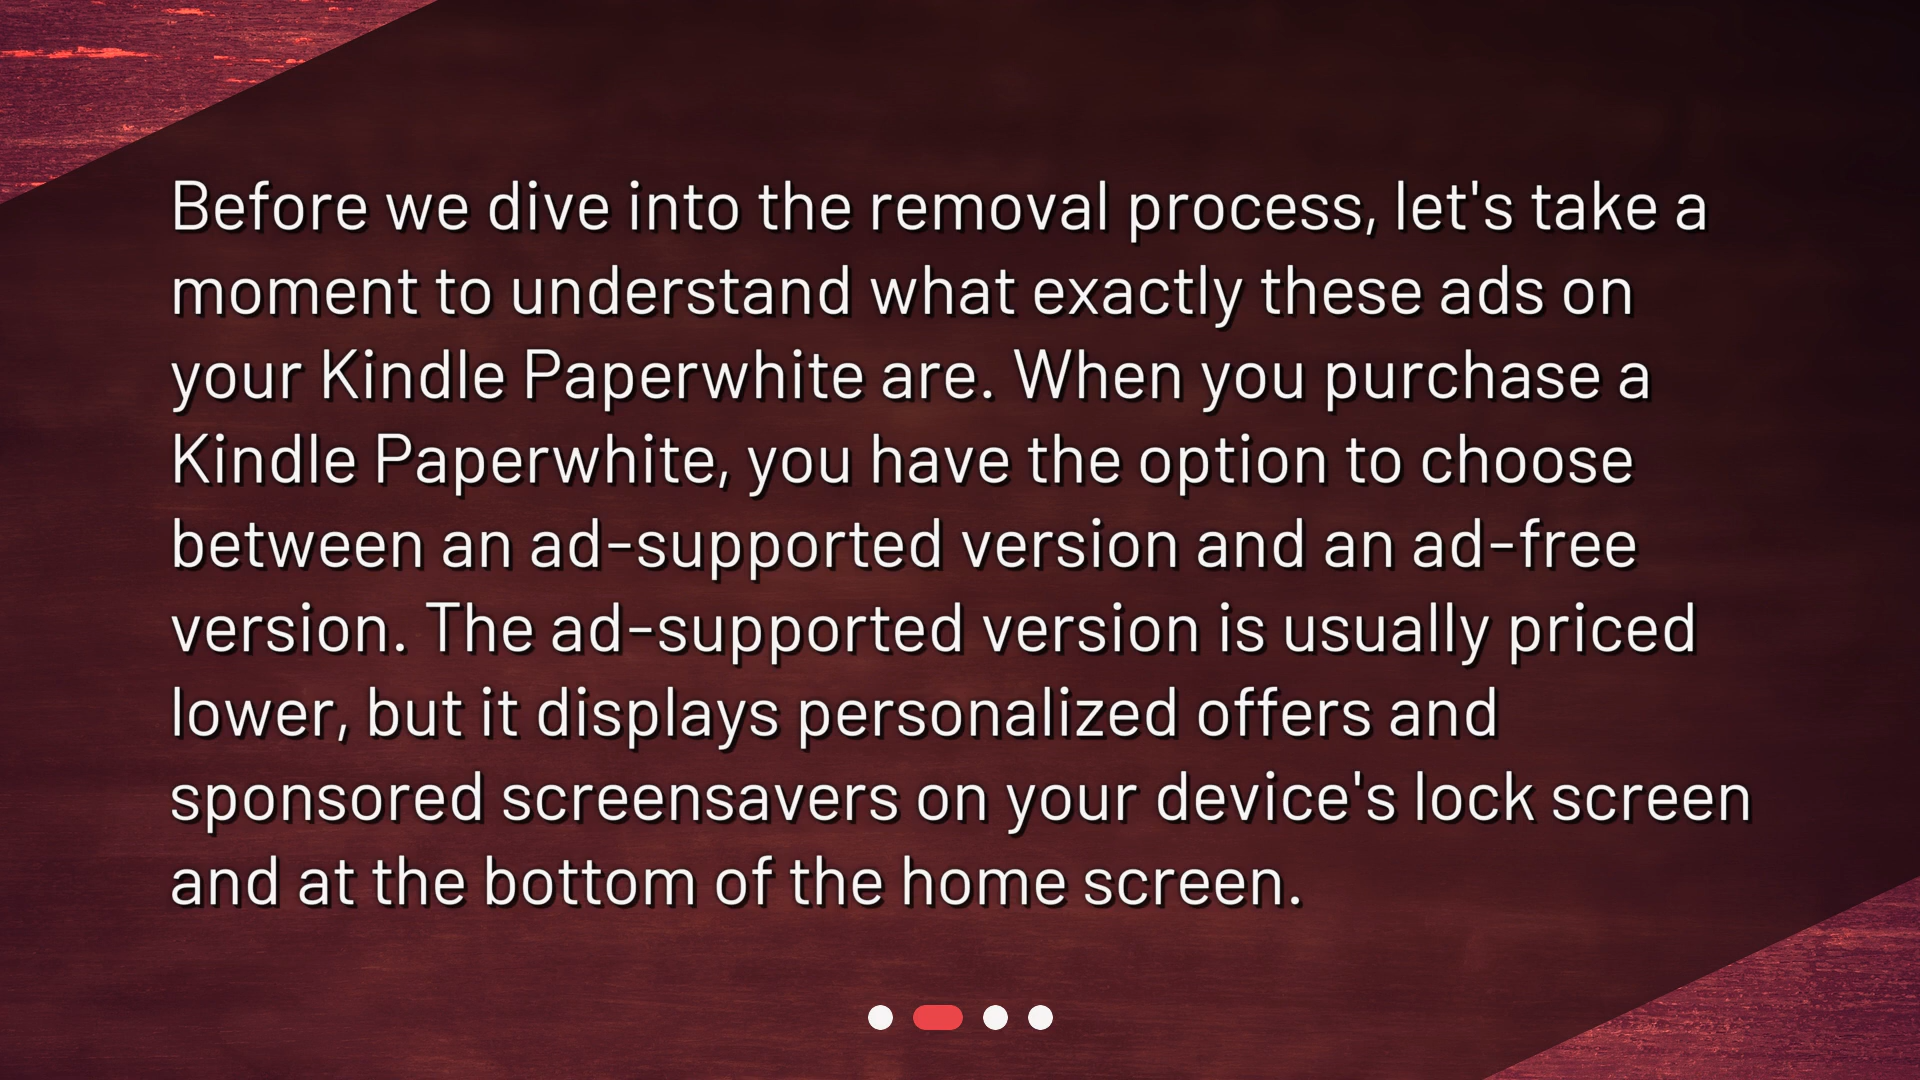 Before we dive into the removal process, let's take a
moment to understand what exactly these ads on
your Kindle Paperwhite are. When you purchase a
Kindle Paperwhite, you have the option to choose
between an ad-supported version and an ad-free
version. The ad-supported version is usually priced
lower, but it displays personalized offers and
sponsored screensavers on your device's lock screen
and at the bottom of the home screen.